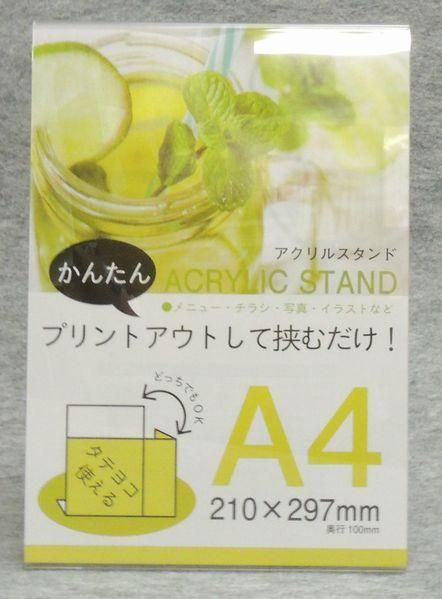 アクリルスタンド
かんたん
ACRYLIC STAND
●メニュー・チラシ・写真・イラストなど
プリントアウトして挟むだけ！
どっちでもOK
タテヨコ
使える
A4
210×297mm
奥行100mm